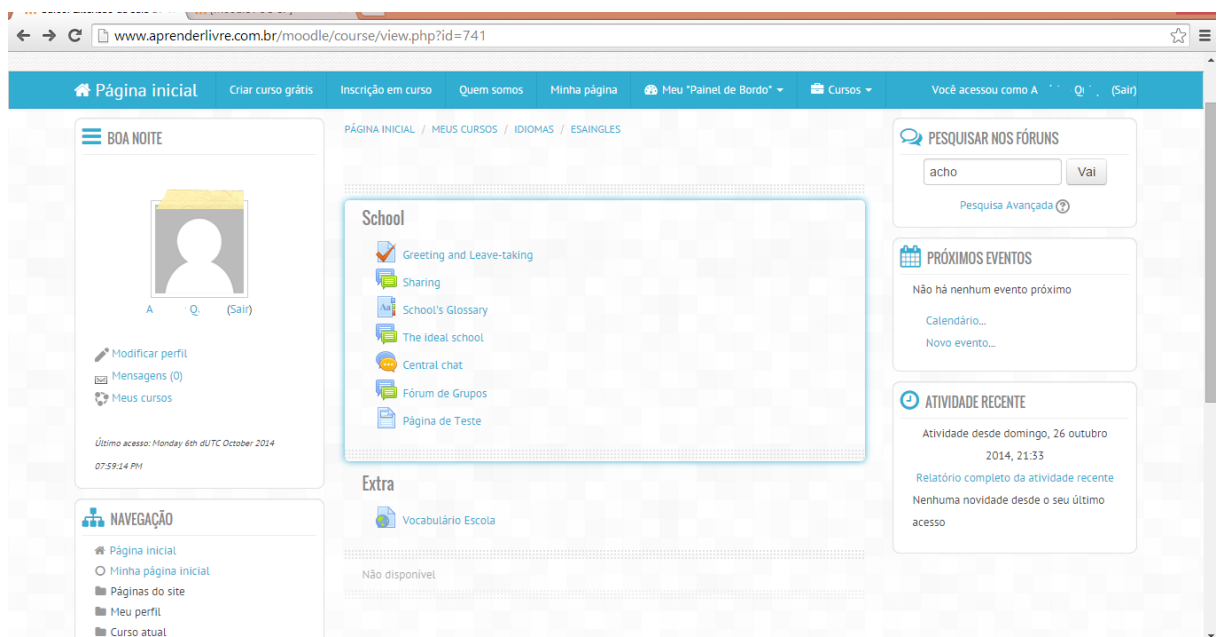 www.aprenderlivre.com.br/moodle/course/view.php?id=741
Página inicial Criar curso grátis Inscrição em curso Quem somos Minha página Meu "Painel de Bordo" Cursos Você acessou como A Q (Sair)
BOA NOITE
A Q. (Sair)
Modificar perfil
Mensagens (0)
Meus cursos
Último acesso: Monday 6th dUTC October 2014
07:59:14 PM
NAVEGAÇÃO
Página inicial
Minha página inicial
Páginas do site
Meu perfil
Curso atual
PÁGINA INICIAL / MEUS CURSOS / IDIOMAS / ESAINGLES
School
Greeting and Leave-taking
Sharing
School's Glossary
The ideal school
Central chat
Fórum de Grupos
Página de Teste
Extra
Vocabulário Escola
Não disponível
PESQUISAR NOS FÓRUNS
acho Vai
Pesquisa Avançada
PRÓXIMOS EVENTOS
Não há nenhum evento próximo
Calendário...
Novo evento...
ATIVIDADE RECENTE
Atividade desde domingo, 26 outubro
2014, 21:33
Relatório completo da atividade recente
Nenhuma novidade desde o seu último
acesso